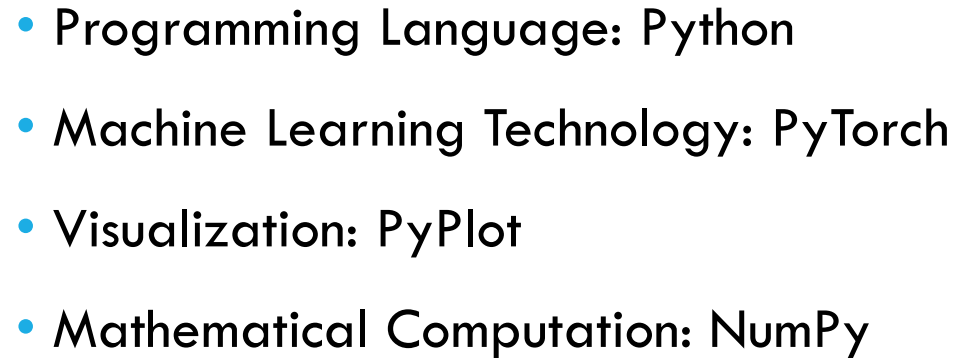 • Programming Language: Python
• Machine Learning Technology: PyTorch
• Visualization: PyPlot
• Mathematical Computation: NumPy